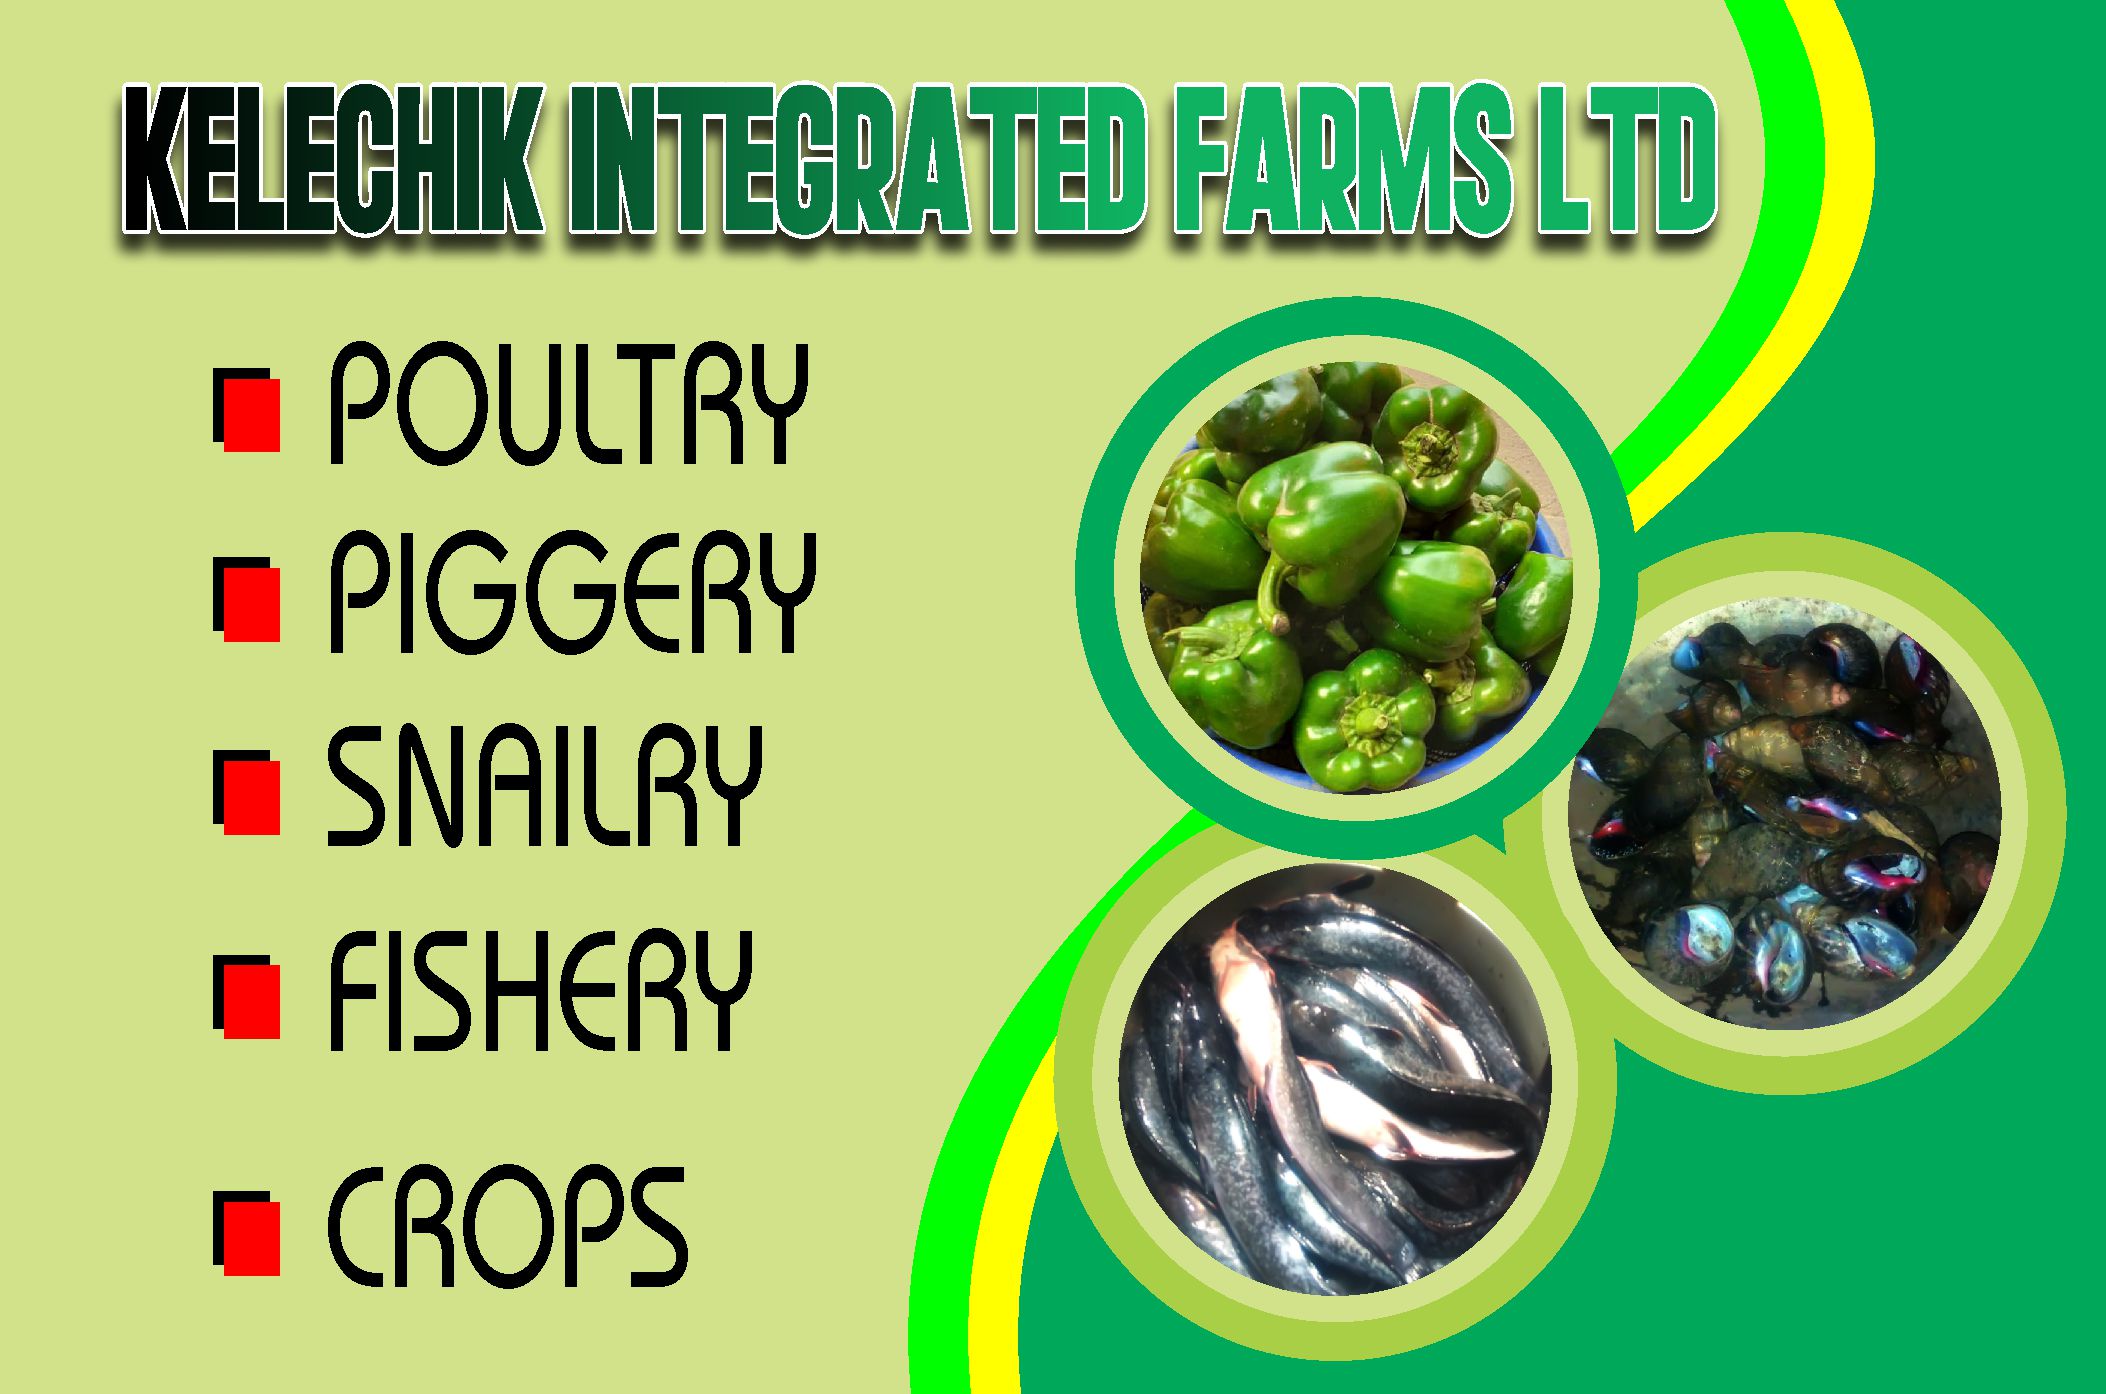 KELECHIK INTEGRATED FARMS LTD
POULTRY
PIGGERY
SNAILRY
FISHERY
CROPS